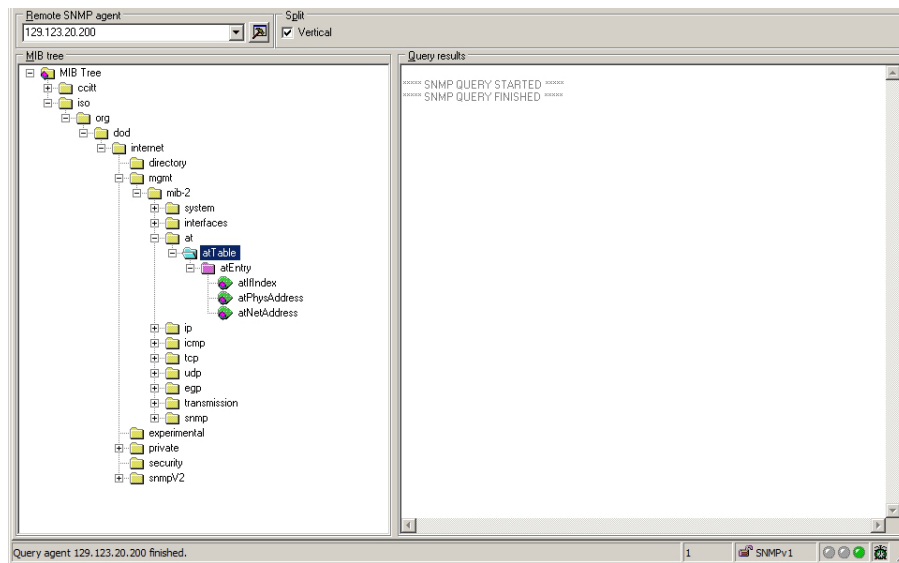 Remote SNMP agent
Split
129.123.20.200
Vertical
MIB tree
Query results
MIB Tree
ccitt
iso
org
dod
internet
directory
mgmt
mib-2
system
interfaces
at
atTable
atEntry
atIfIndex
atPhysAddress
atNetAddress
ip
icmp
tcp
udp
egp
transmission
snmp
experimental
private
security
snmpV2
***** SNMP QUERY STARTED *****
***** SNMP QUERY FINISHED *****
Query agent 129.123.20.200 finished.
1
SNMPv1